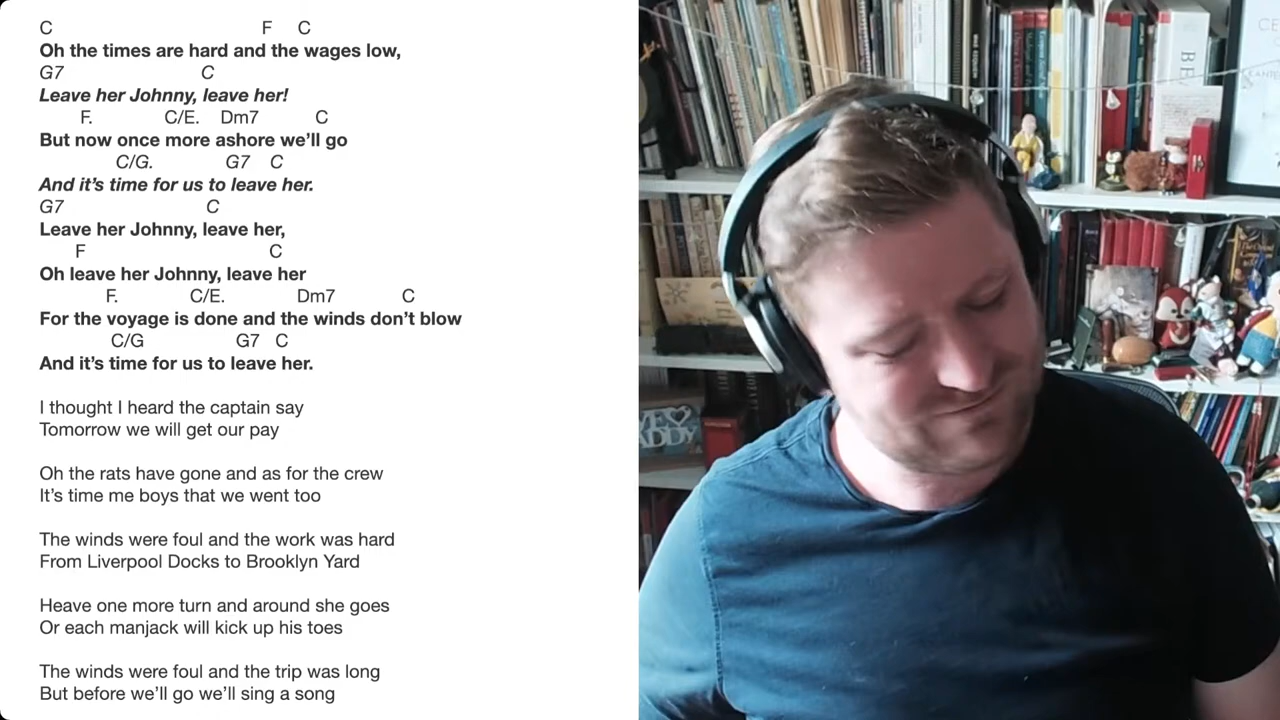 C F C
Oh the times are hard and the wages low,
G7 C
Leave her Johnny, leave her!
F. C/E. Dm7 C
But now once more ashore we’ll go
C/G. G7 C
And it’s time for us to leave her.
G7 C
Leave her Johnny, leave her,
F C
Oh leave her Johnny, leave her
F. C/E. Dm7 C
For the voyage is done and the winds don’t blow
C/G G7 C
And it’s time for us to leave her.
I thought I heard the captain say
Tomorrow we will get our pay
Oh the rats have gone and as for the crew
It’s time me boys that we went too
The winds were foul and the work was hard
From Liverpool Docks to Brooklyn Yard
Heave one more turn and around she goes
Or each manjack will kick up his toes
The winds were foul and the trip was long
But before we’ll go we’ll sing a song